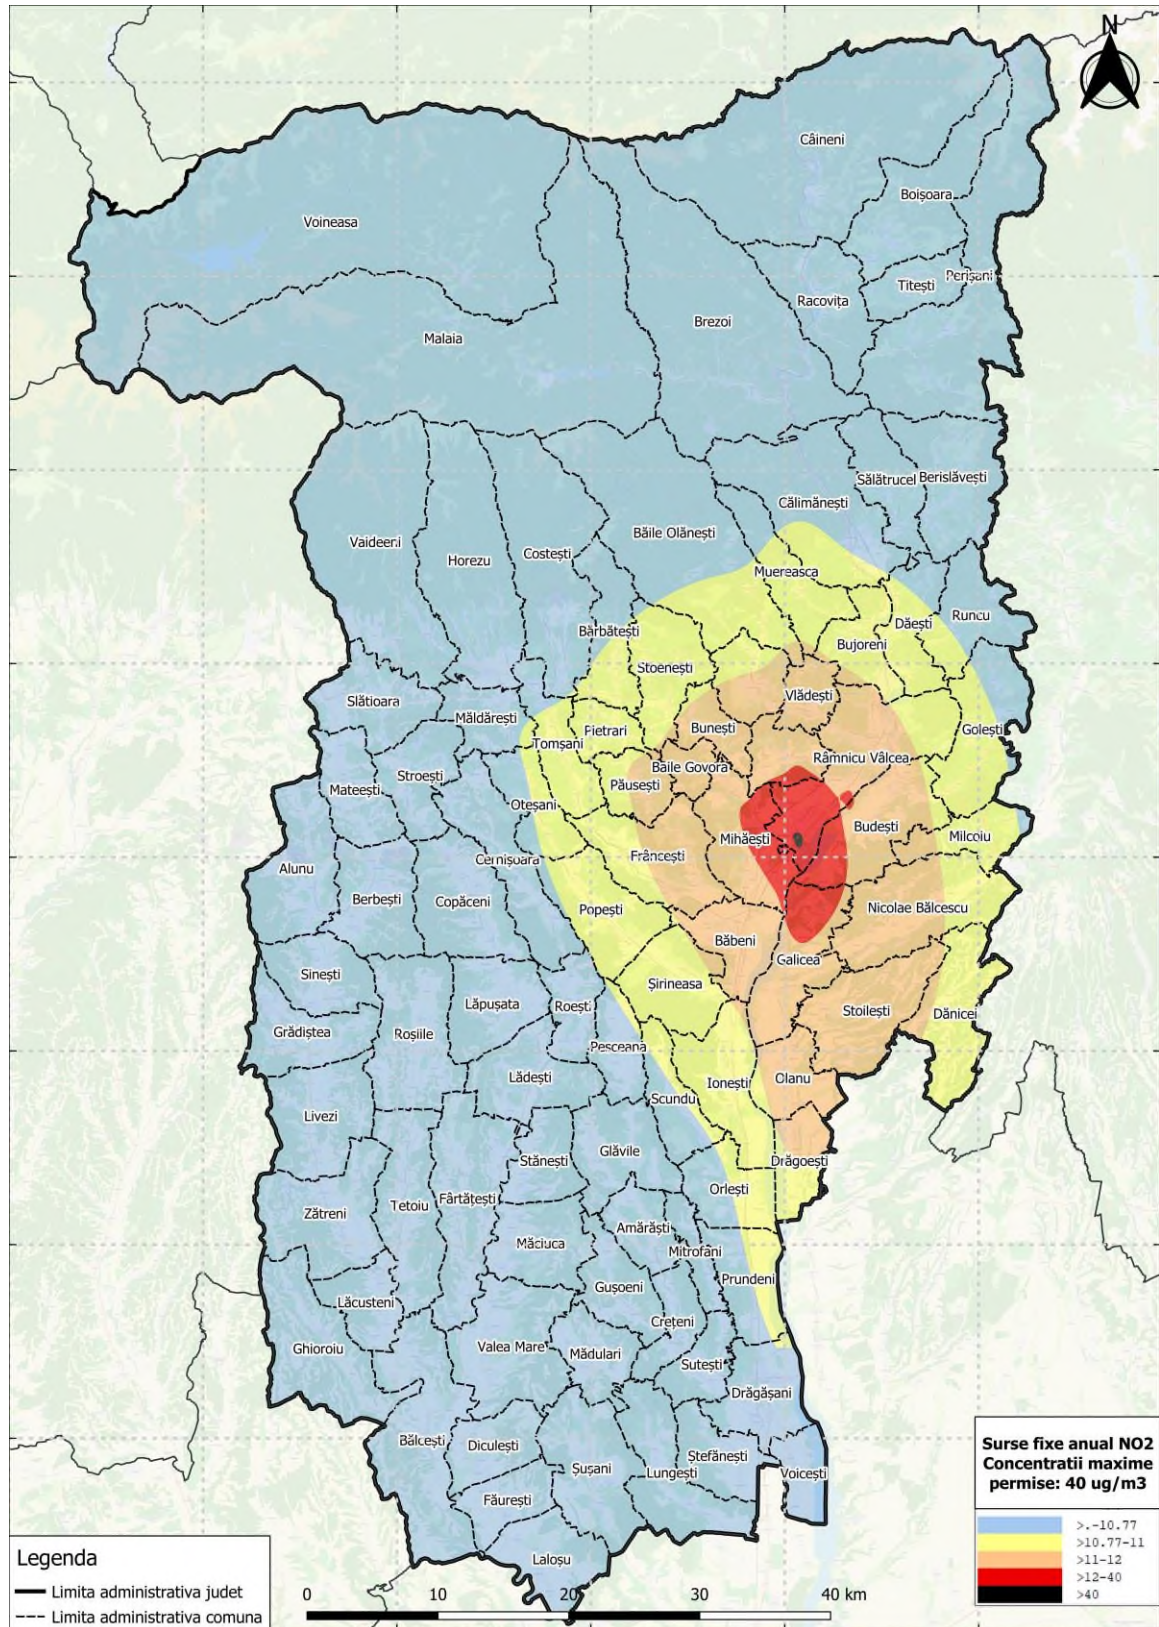 N
Câineni
Boișoara
Voineasa
Perișani
Titești
Racovița
Brezoi
Malaia
Sălătrucel
Berislăvești
Călimănești
Băile Olănești
Vaideeni
Costești
Horezu
Muereasca
Runcu
Dăești
Bărbătești
Bujoreni
Stoenești
Slătioara
Vlădești
Măldărești
Golești
Bunești
Pietrari
Tomșani
Râmnicu Vâlcea
Baile Govora
Stroești
Păusești
Mateești
Oteșani
Budești
Mihăești
Milcoiu
Frâncești
Cernișoara
Alunu
Berbești
Copăceni
Popești
Nicolae Bălcescu
Băbeni
Galicea
Sinești
Șirineasa
Lăpușata
Roești
Stoilești
Dănicei
Grădiștea
Roșiile
Pesceana
Lădești
Olanu
Ionești
Scundu
Livezi
Glăvile
Stănești
Drăgoești
Orlești
Fârtățești
Tetoiu
Zătreni
Amărăști
Măciuca
Mitrofani
Prundeni
Gușoeni
Lăcusteni
Crețeni
Ghioroiu
Valea Mare
Mădulari
Sutești
Drăgășani
Bălcești
Diculești
Ștefănești
Șușani
Lungești
Voicești
Făurești
Laloșu
Surse fixe anual NO2
Concentratii maxime
permise: 40 ug/m3
>.-10.77
>10.77-11
>11-12
>12-40
>40
Legenda
Limita administrativa judet
Limita administrativa comuna
0 10 20 30 40 km